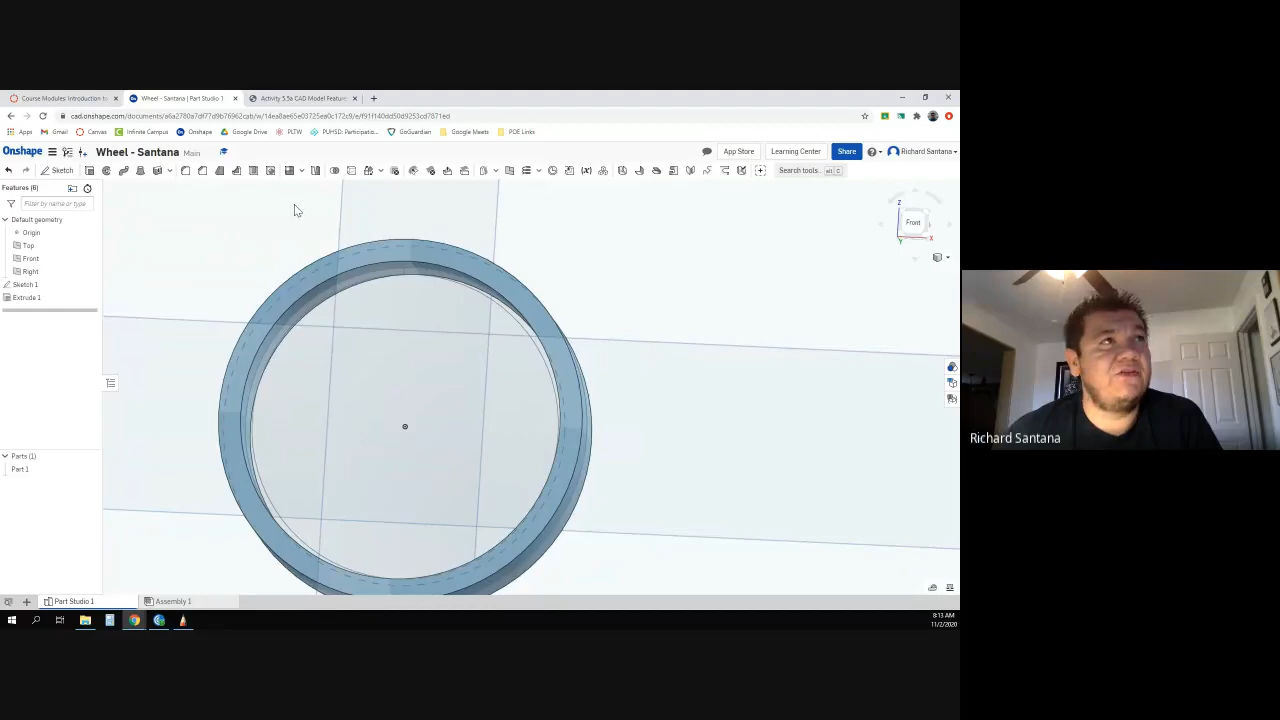 Course Modules: Introduction to
Wheel - Santana | Part Studio 1
Activity 5.5a CAD Model Feature
cad.onshape.com/documents/a6a2780a7df77d9b76962cab/w/14ea8ae65e03725ea0c172c9/e/f91f140dd50d9253cd7871ed
Apps
Gmail
Canvas
Infinite Campus
Onshape
Google Drive
PLTW
PUHSD: Participatio...
GoGuardian
Google Meets
POE Links
Onshape
Wheel - Santana Main
App Store
Learning Center
Share
Richard Santana
Sketch
Search tools... alt C
Features (6)
Filter by name or type
Default geometry
Origin
Top
Front
Right
Sketch 1
Extrude 1
Parts (1)
Part 1
Z
Front
X
Y
Richard Santana
Part Studio 1
Assembly 1
8:13 AM
11/2/2020